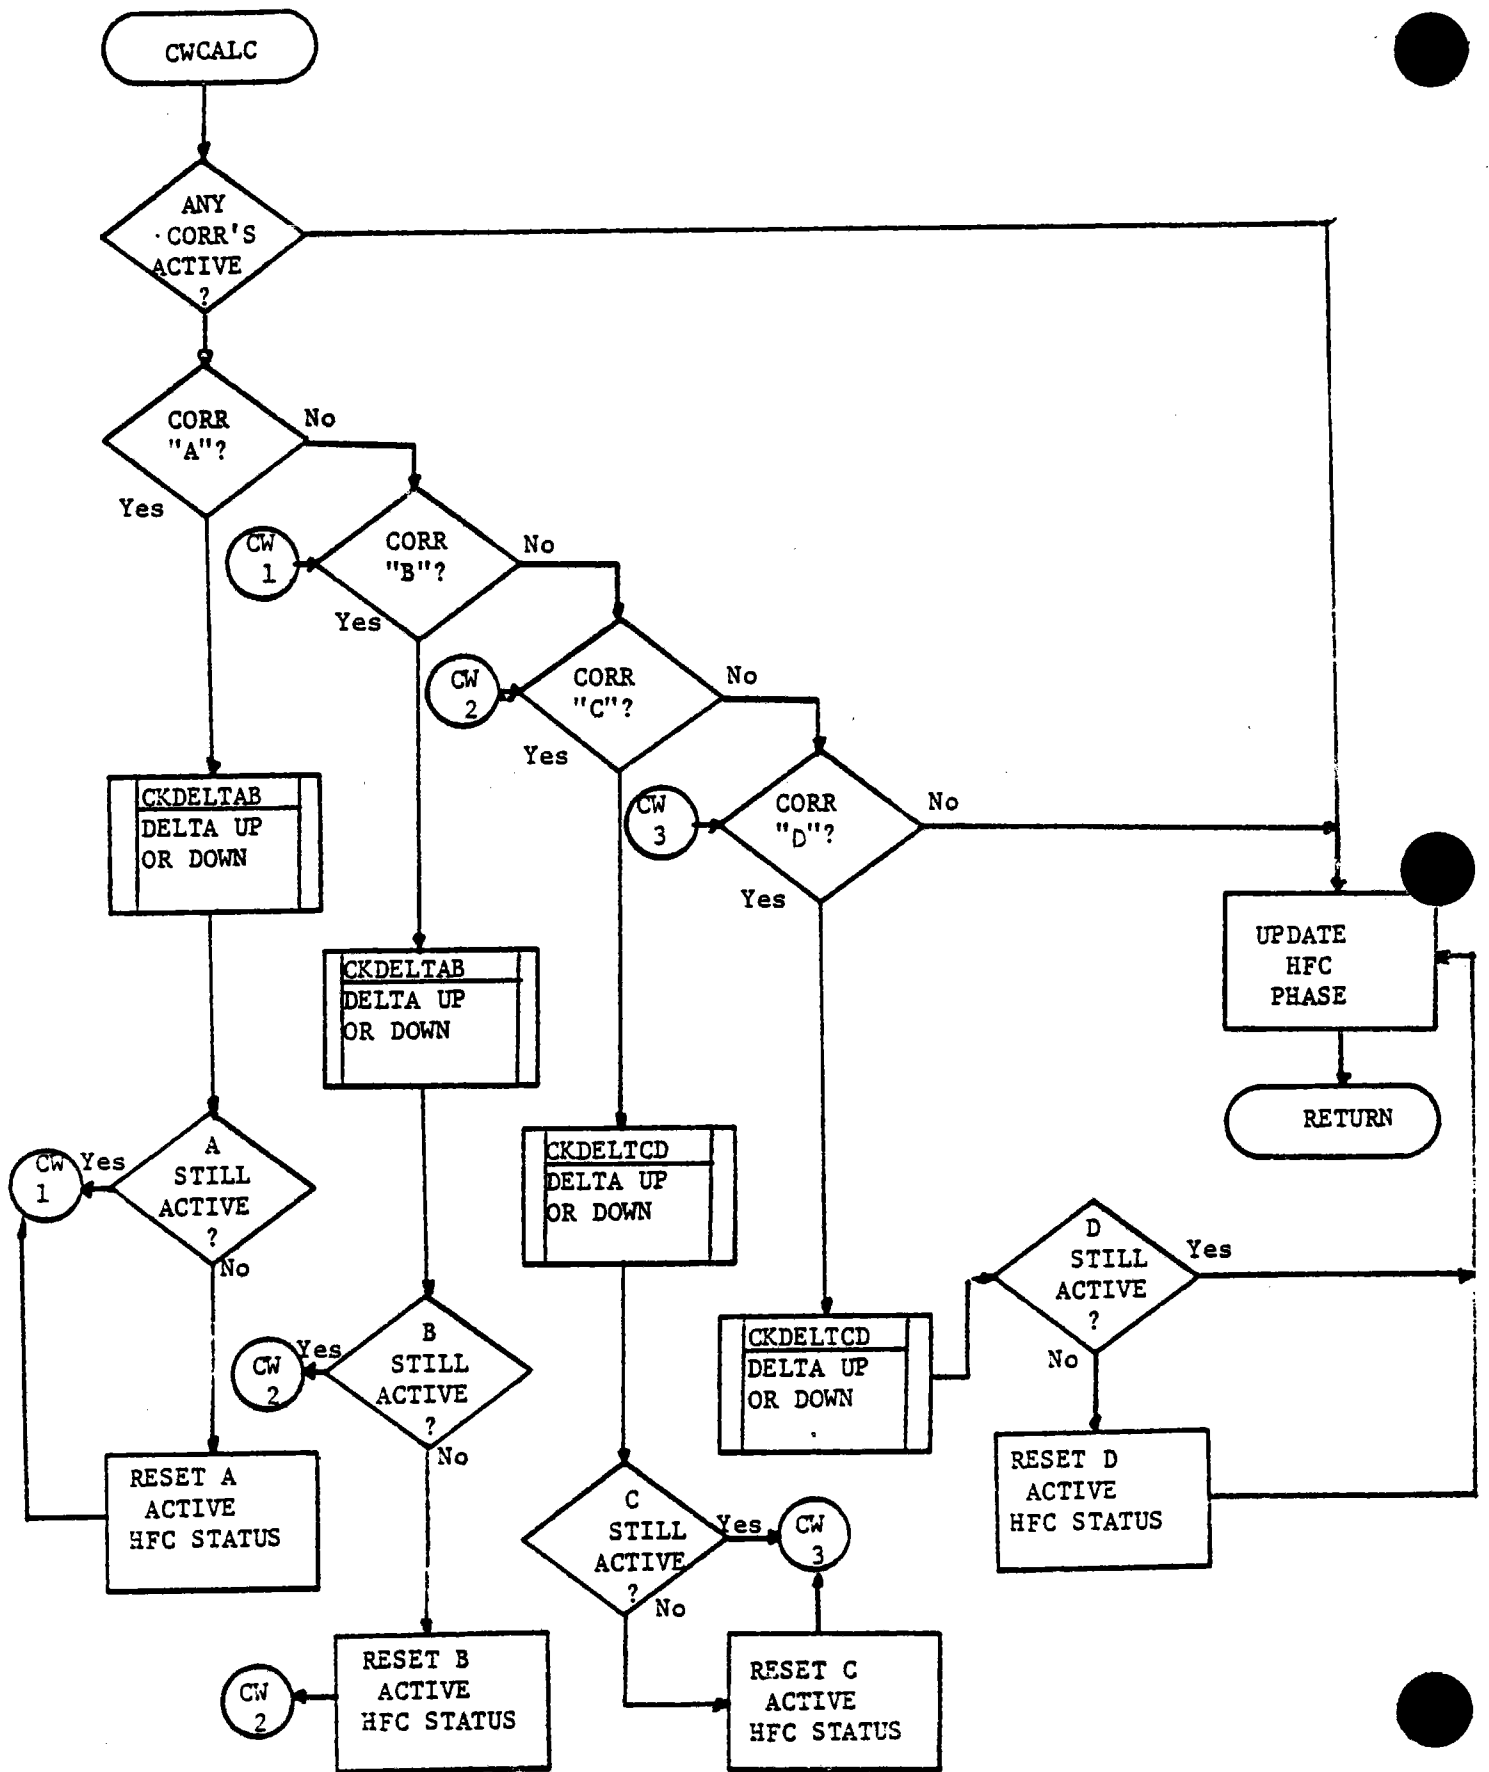 CWCALC
ANY
CORR'S
ACTIVE
?
CORR
"A"?
No
Yes
CW
1
CORR
"B"?
No
Yes
CW
2
CORR
"C"?
No
Yes
CW
3
CORR
"D"?
No
Yes
CKDELTAB
DELTA UP
OR DOWN
CKDELTAB
DELTA UP
OR DOWN
UPDATE
HFC
PHASE
RETURN
CW
1
Yes
A
STILL
ACTIVE
?
No
CKDELTCD
DELTA UP
OR DOWN
D
STILL
ACTIVE
?
Yes
No
CW
2
Yes
B
STILL
ACTIVE
?
No
CKDELTCD
DELTA UP
OR DOWN
RESET A
ACTIVE
HFC STATUS
C
STILL
ACTIVE
?
Yes
No
CW
3
RESET D
ACTIVE
HFC STATUS
CW
2
RESET B
ACTIVE
HFC STATUS
RESET C
ACTIVE
HFC STATUS